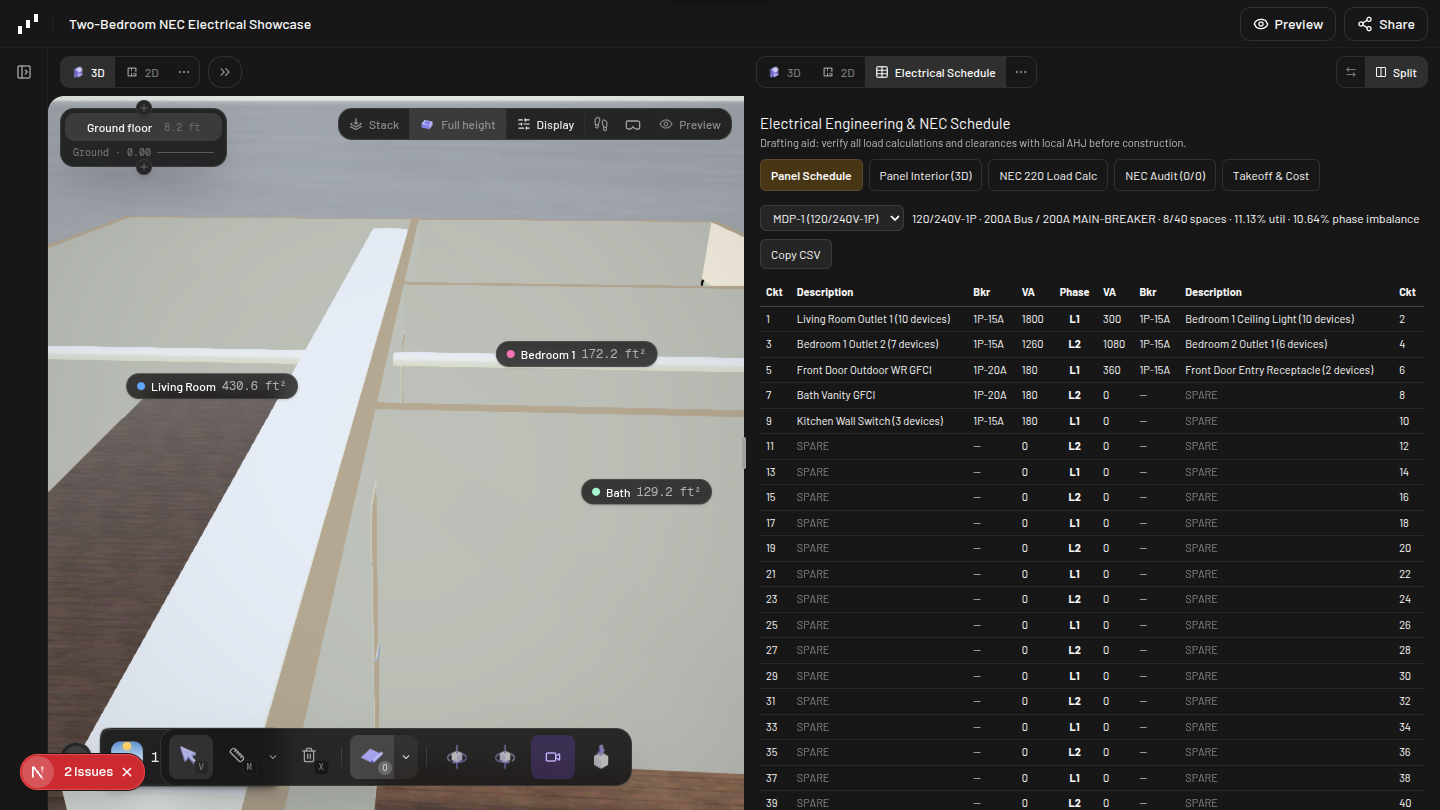 Two-Bedroom NEC Electrical Showcase
Preview
Share
3D
2D
3D
2D
Electrical Schedule
Split
Ground floor 8.2 ft
Ground · 0.00
Stack
Full height
Display
Preview
Living Room 430.6 ft²
Bedroom 1 172.2 ft²
Bath 129.2 ft²
1
V
M
X
O
N
2 Issues
Electrical Engineering & NEC Schedule
Drafting aid: verify all load calculations and clearances with local AHJ before construction.
Panel Schedule
Panel Interior (3D)
NEC 220 Load Calc
NEC Audit (0/0)
Takeoff & Cost
MDP-1 (120/240V-1P)
120/240V-1P · 200A Bus / 200A MAIN-BREAKER · 8/40 spaces · 11.13% util · 10.64% phase imbalance
Copy CSV
Ckt Description Bkr VA Phase VA Bkr Description Ckt
1 Living Room Outlet 1 (10 devices) 1P-15A 1800 L1 300 1P-15A Bedroom 1 Ceiling Light (10 devices) 2
3 Bedroom 1 Outlet 2 (7 devices) 1P-15A 1260 L2 1080 1P-15A Bedroom 2 Outlet 1 (6 devices) 4
5 Front Door Outdoor WR GFCI 1P-20A 180 L1 360 1P-15A Front Door Entry Receptacle (2 devices) 6
7 Bath Vanity GFCI 1P-20A 180 L2 0 — SPARE 8
9 Kitchen Wall Switch (3 devices) 1P-15A 180 L1 0 — SPARE 10
11 SPARE — 0 L2 0 — SPARE 12
13 SPARE — 0 L1 0 — SPARE 14
15 SPARE — 0 L2 0 — SPARE 16
17 SPARE — 0 L1 0 — SPARE 18
19 SPARE — 0 L2 0 — SPARE 20
21 SPARE — 0 L1 0 — SPARE 22
23 SPARE — 0 L2 0 — SPARE 24
25 SPARE — 0 L1 0 — SPARE 26
27 SPARE — 0 L2 0 — SPARE 28
29 SPARE — 0 L1 0 — SPARE 30
31 SPARE — 0 L2 0 — SPARE 32
33 SPARE — 0 L1 0 — SPARE 34
35 SPARE — 0 L2 0 — SPARE 36
37 SPARE — 0 L1 0 — SPARE 38
39 SPARE — 0 L2 0 — SPARE 40